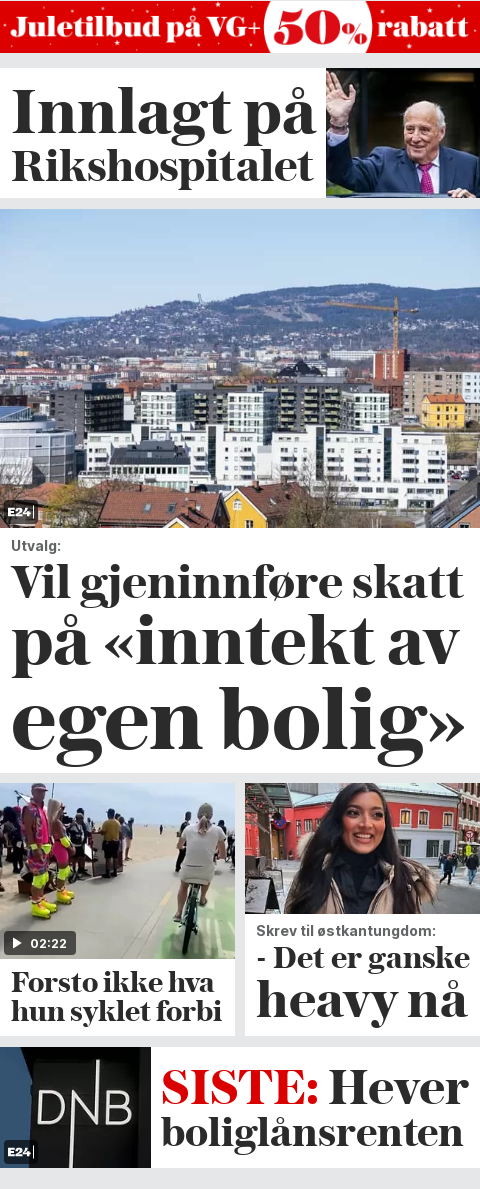 Juletilbud på VG+ 50% rabatt
Innlagt på
Rikshospitalet
E24
Utvalg:
Vil gjeninnføre skatt
på «inntekt av
egen bolig»
02:22
Forsto ikke hva
hun syklet forbi
Skrev til østkantungdom:
- Det er ganske
heavy nå
DNB
E24
SISTE: Hever
boliglånsrenten